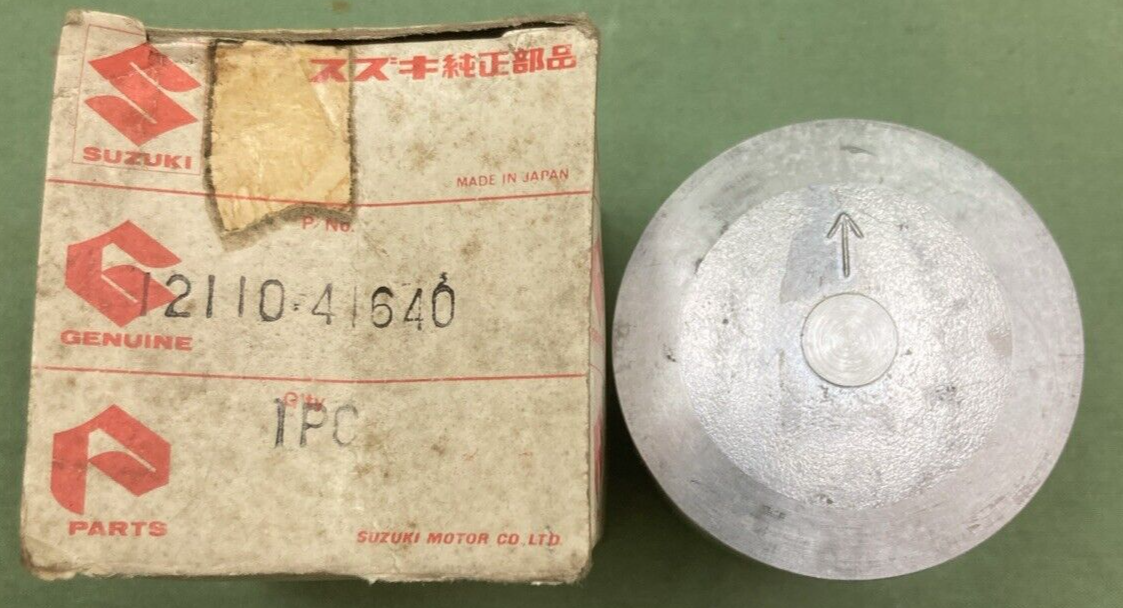 スズキ純正部品
SUZUKI
MADE IN JAPAN
P/No.
12110-41640
GENUINE
Q'ty
1PC
PARTS
SUZUKI MOTOR CO.,LTD.